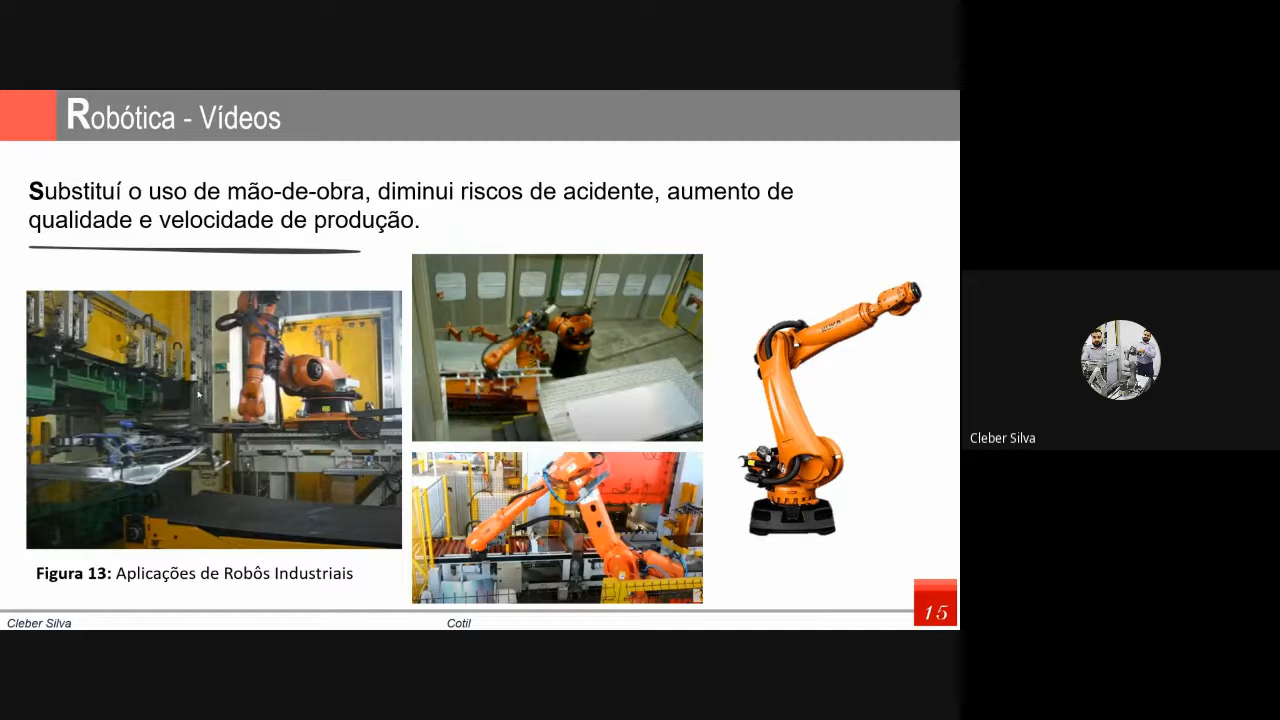 Robótica - Vídeos
Substituí o uso de mão-de-obra, diminui riscos de acidente, aumento de
qualidade e velocidade de produção.
Figura 13: Aplicações de Robôs Industriais
Cleber Silva
Cotil
15
Cleber Silva